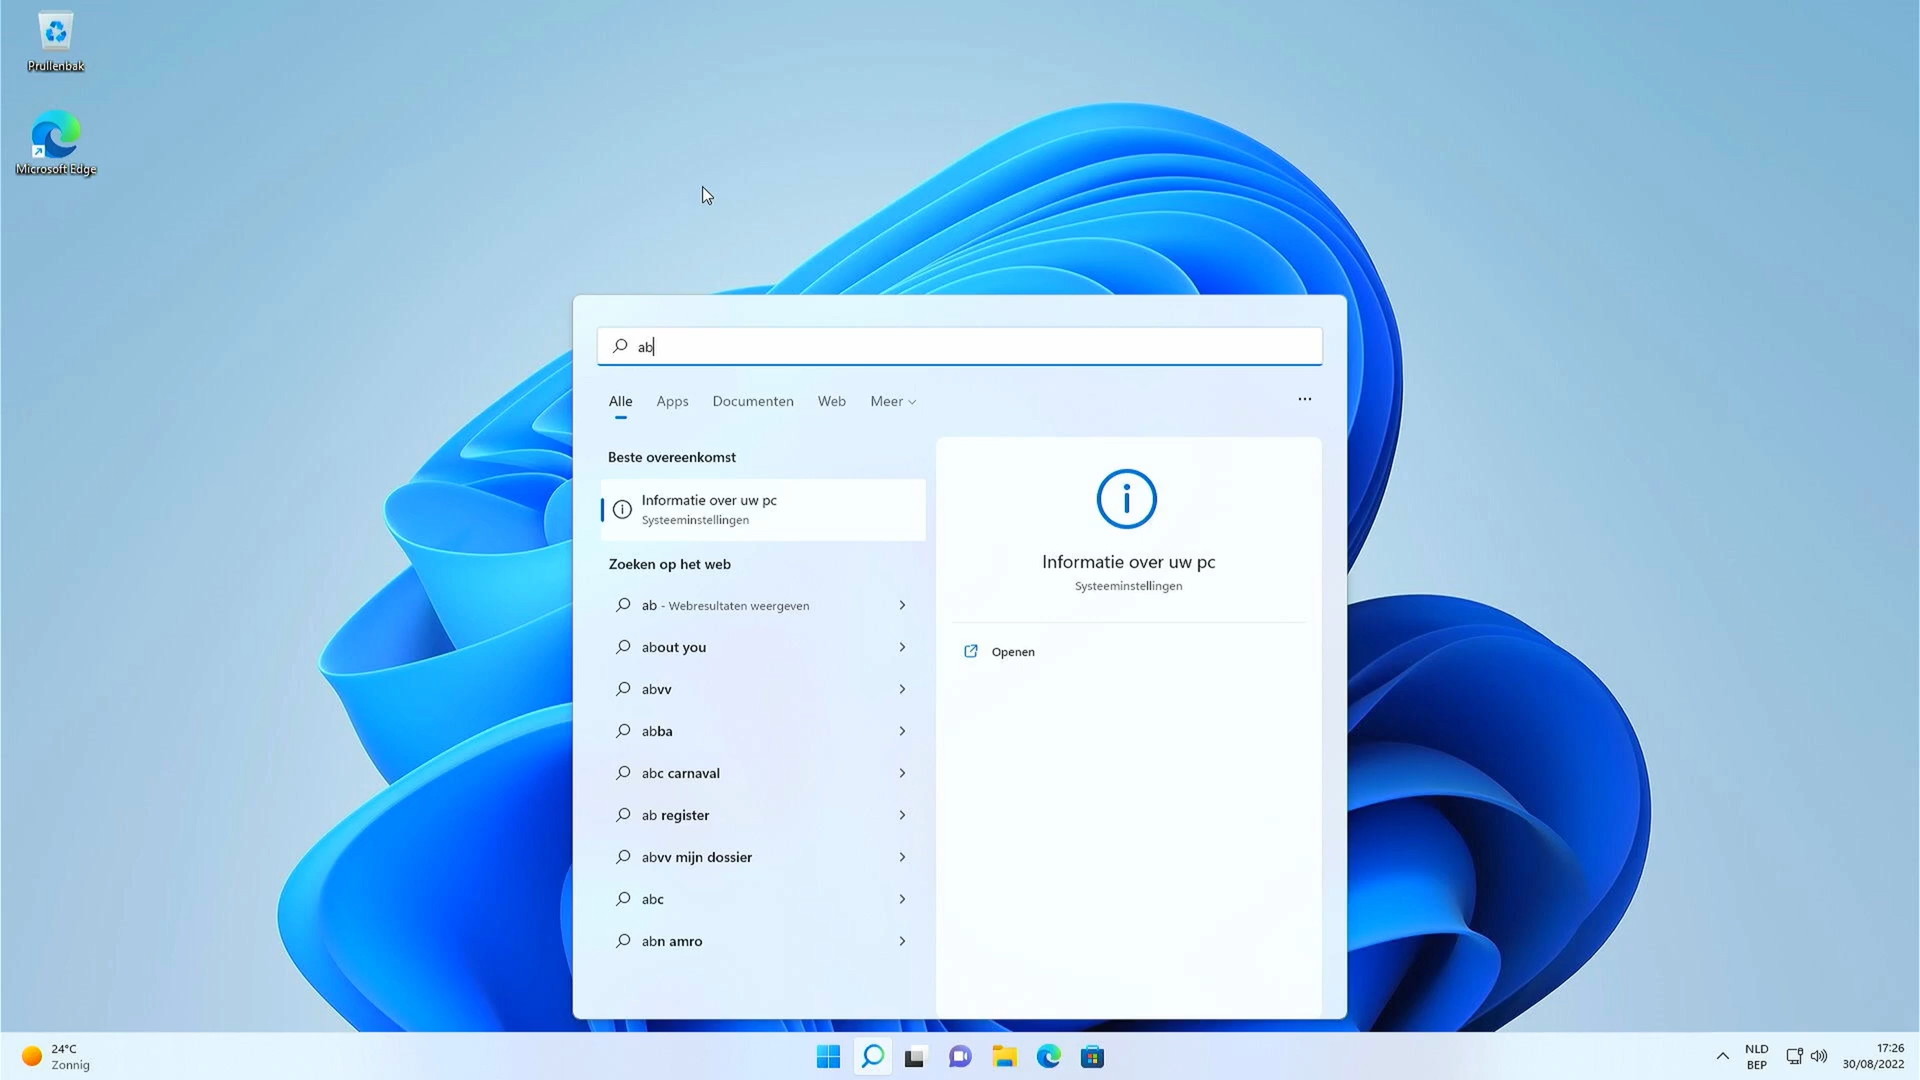 Prullenbak
Microsoft Edge
ab
Alle Apps Documenten Web Meer
Beste overeenkomst
Informatie over uw pc
Systeeminstellingen
Zoeken op het web
ab - Webresultaten weergeven
about you
abvv
abba
abc carnaval
ab register
abvv mijn dossier
abc
abn amro
Informatie over uw pc
Systeeminstellingen
Openen
24°C
Zonnig
NLD
BEP
17:26
30/08/2022